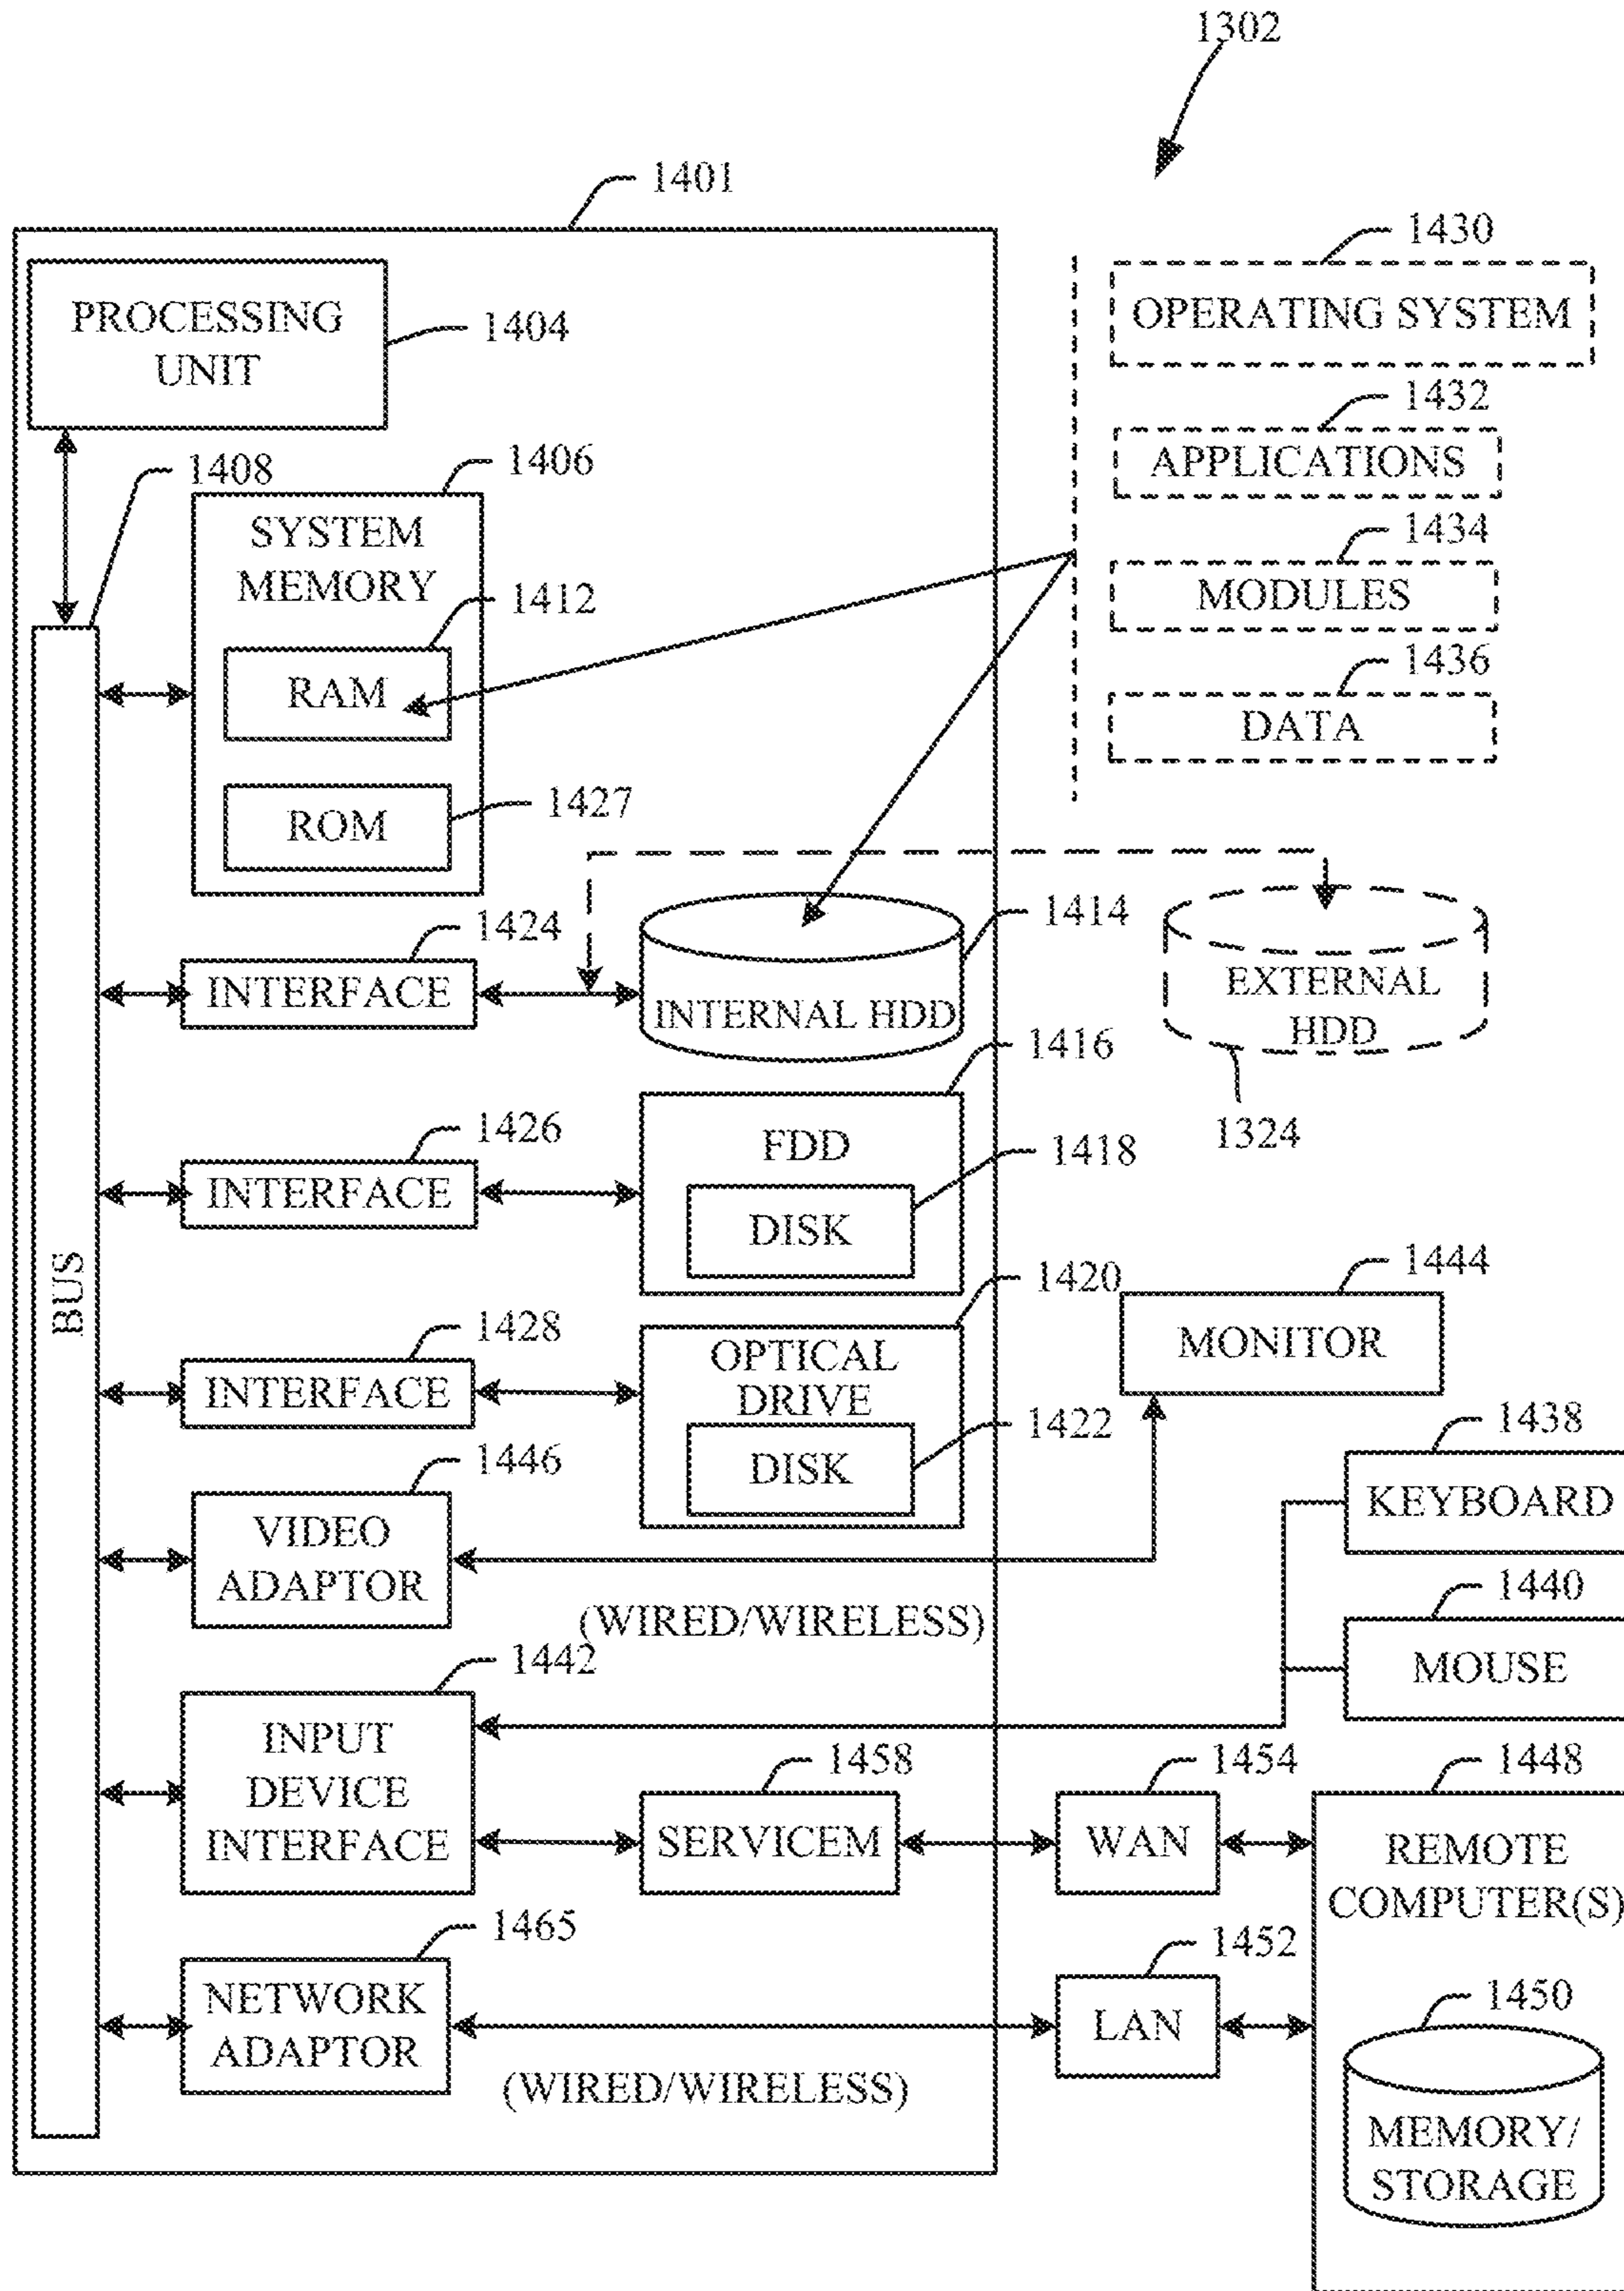 1302
1401
1430
PROCESSING
UNIT
1404
OPERATING SYSTEM
1432
APPLICATIONS
1408
1406
SYSTEM
MEMORY
1434
MODULES
1412
RAM
1436
DATA
1427
ROM
1424
INTERFACE
1414
INTERNAL HDD
EXTERNAL
HDD
1324
1416
FDD
1426
INTERFACE
1418
DISK
BUS
1420
1444
MONITOR
1428
INTERFACE
OPTICAL
DRIVE
1422
DISK
1438
KEYBOARD
1446
VIDEO
ADAPTOR
(WIRED/WIRELESS)
1440
MOUSE
1442
INPUT
DEVICE
INTERFACE
1458
SERVICEM
1454
WAN
1448
REMOTE
COMPUTER(S)
1465
NETWORK
ADAPTOR
(WIRED/WIRELESS)
1452
LAN
1450
MEMORY/
STORAGE